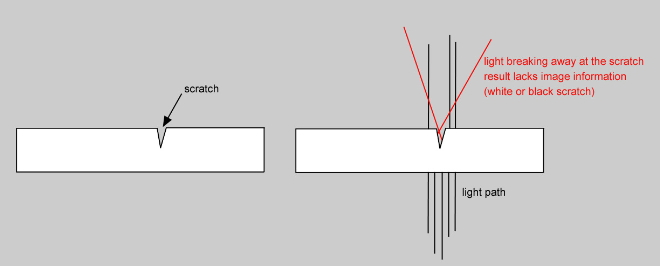 scratch
light breaking away at the scratch
result lacks image information
(white or black scratch)
light path